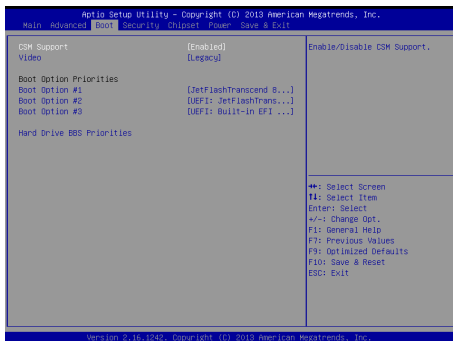 Aptio Setup Utility – Copyright (C) 2013 American Megatrends, Inc.
Main Advanced Boot Security Chipset Power Save & Exit
CSM Support [Enabled]
Video [Legacy]
Boot Option Priorities
Boot Option #1 [JetFlashTranscend 8...]
Boot Option #2 [UEFI: JetFlashTrans...]
Boot Option #3 [UEFI: Built-in EFI ...]
Hard Drive BBS Priorities
Enable/Disable CSM Support.
→←: Select Screen
↑↓: Select Item
Enter: Select
+/-: Change Opt.
F1: General Help
F7: Previous Values
F9: Optimized Defaults
F10: Save & Reset
ESC: Exit
Version 2.16.1242. Copyright (C) 2013 American Megatrends, Inc.